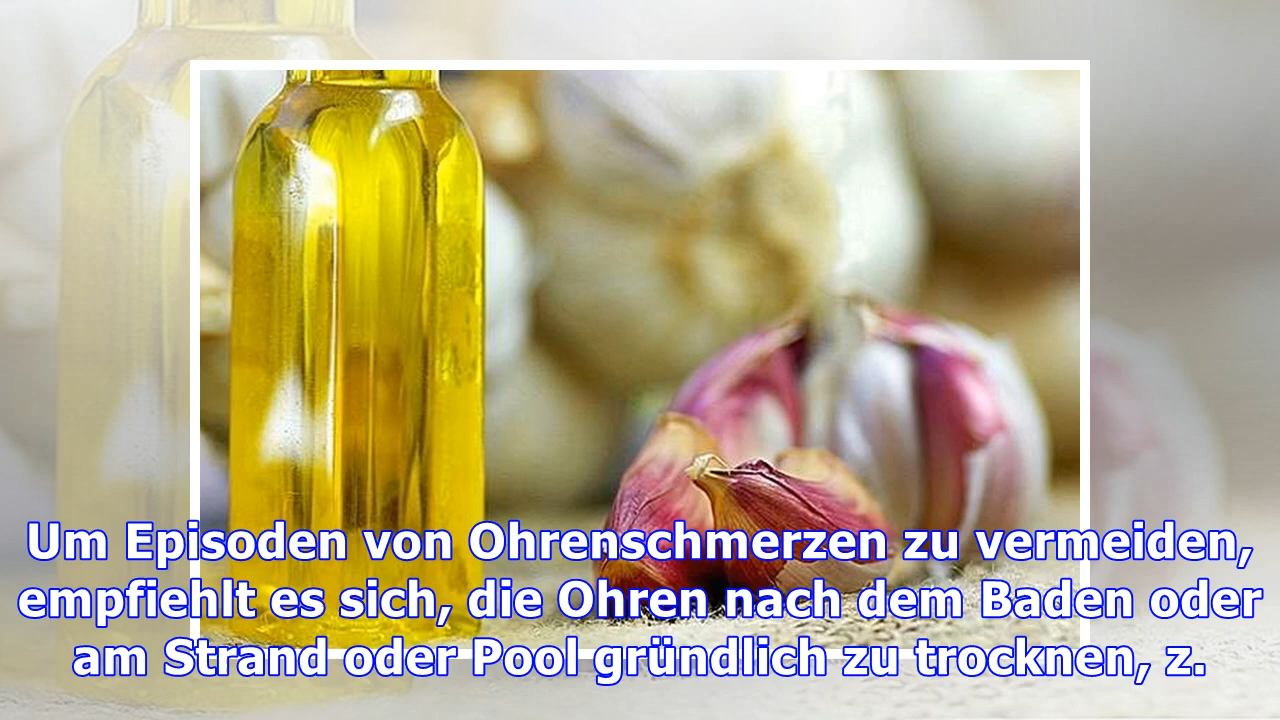 Um Episoden von Ohrenschmerzen zu vermeiden,
empfiehlt es sich, die Ohren nach dem Baden oder
am Strand oder Pool gründlich zu trocknen, z.